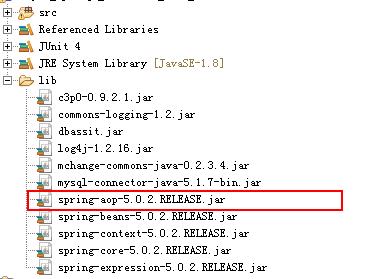 src
Referenced Libraries
JUnit 4
JRE System Library [JavaSE-1.8]
lib
c3p0-0.9.2.1.jar
commons-logging-1.2.jar
dbassit.jar
log4j-1.2.16.jar
mchange-commons-java-0.2.3.4.jar
mysql-connector-java-5.1.7-bin.jar
spring-aop-5.0.2.RELEASE.jar
spring-beans-5.0.2.RELEASE.jar
spring-context-5.0.2.RELEASE.jar
spring-core-5.0.2.RELEASE.jar
spring-expression-5.0.2.RELEASE.jar